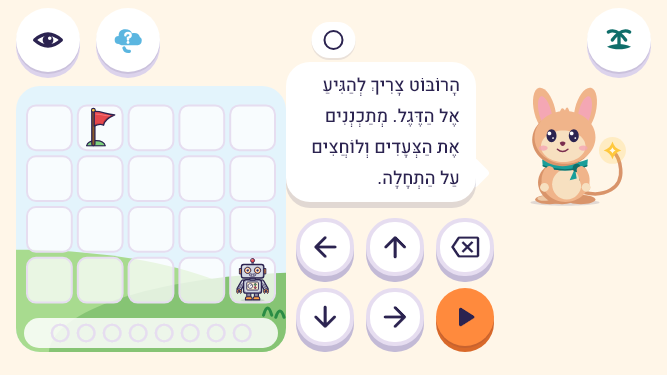 הָרוֹבּוֹט צָרִיךְ לְהַגִּיעַ
אֶל הַדֶּגֶל. מְתַכְנְנִים
אֶת הַצְּעָדִים וְלוֹחֲצִים
עַל הַתְחָלָה.
?